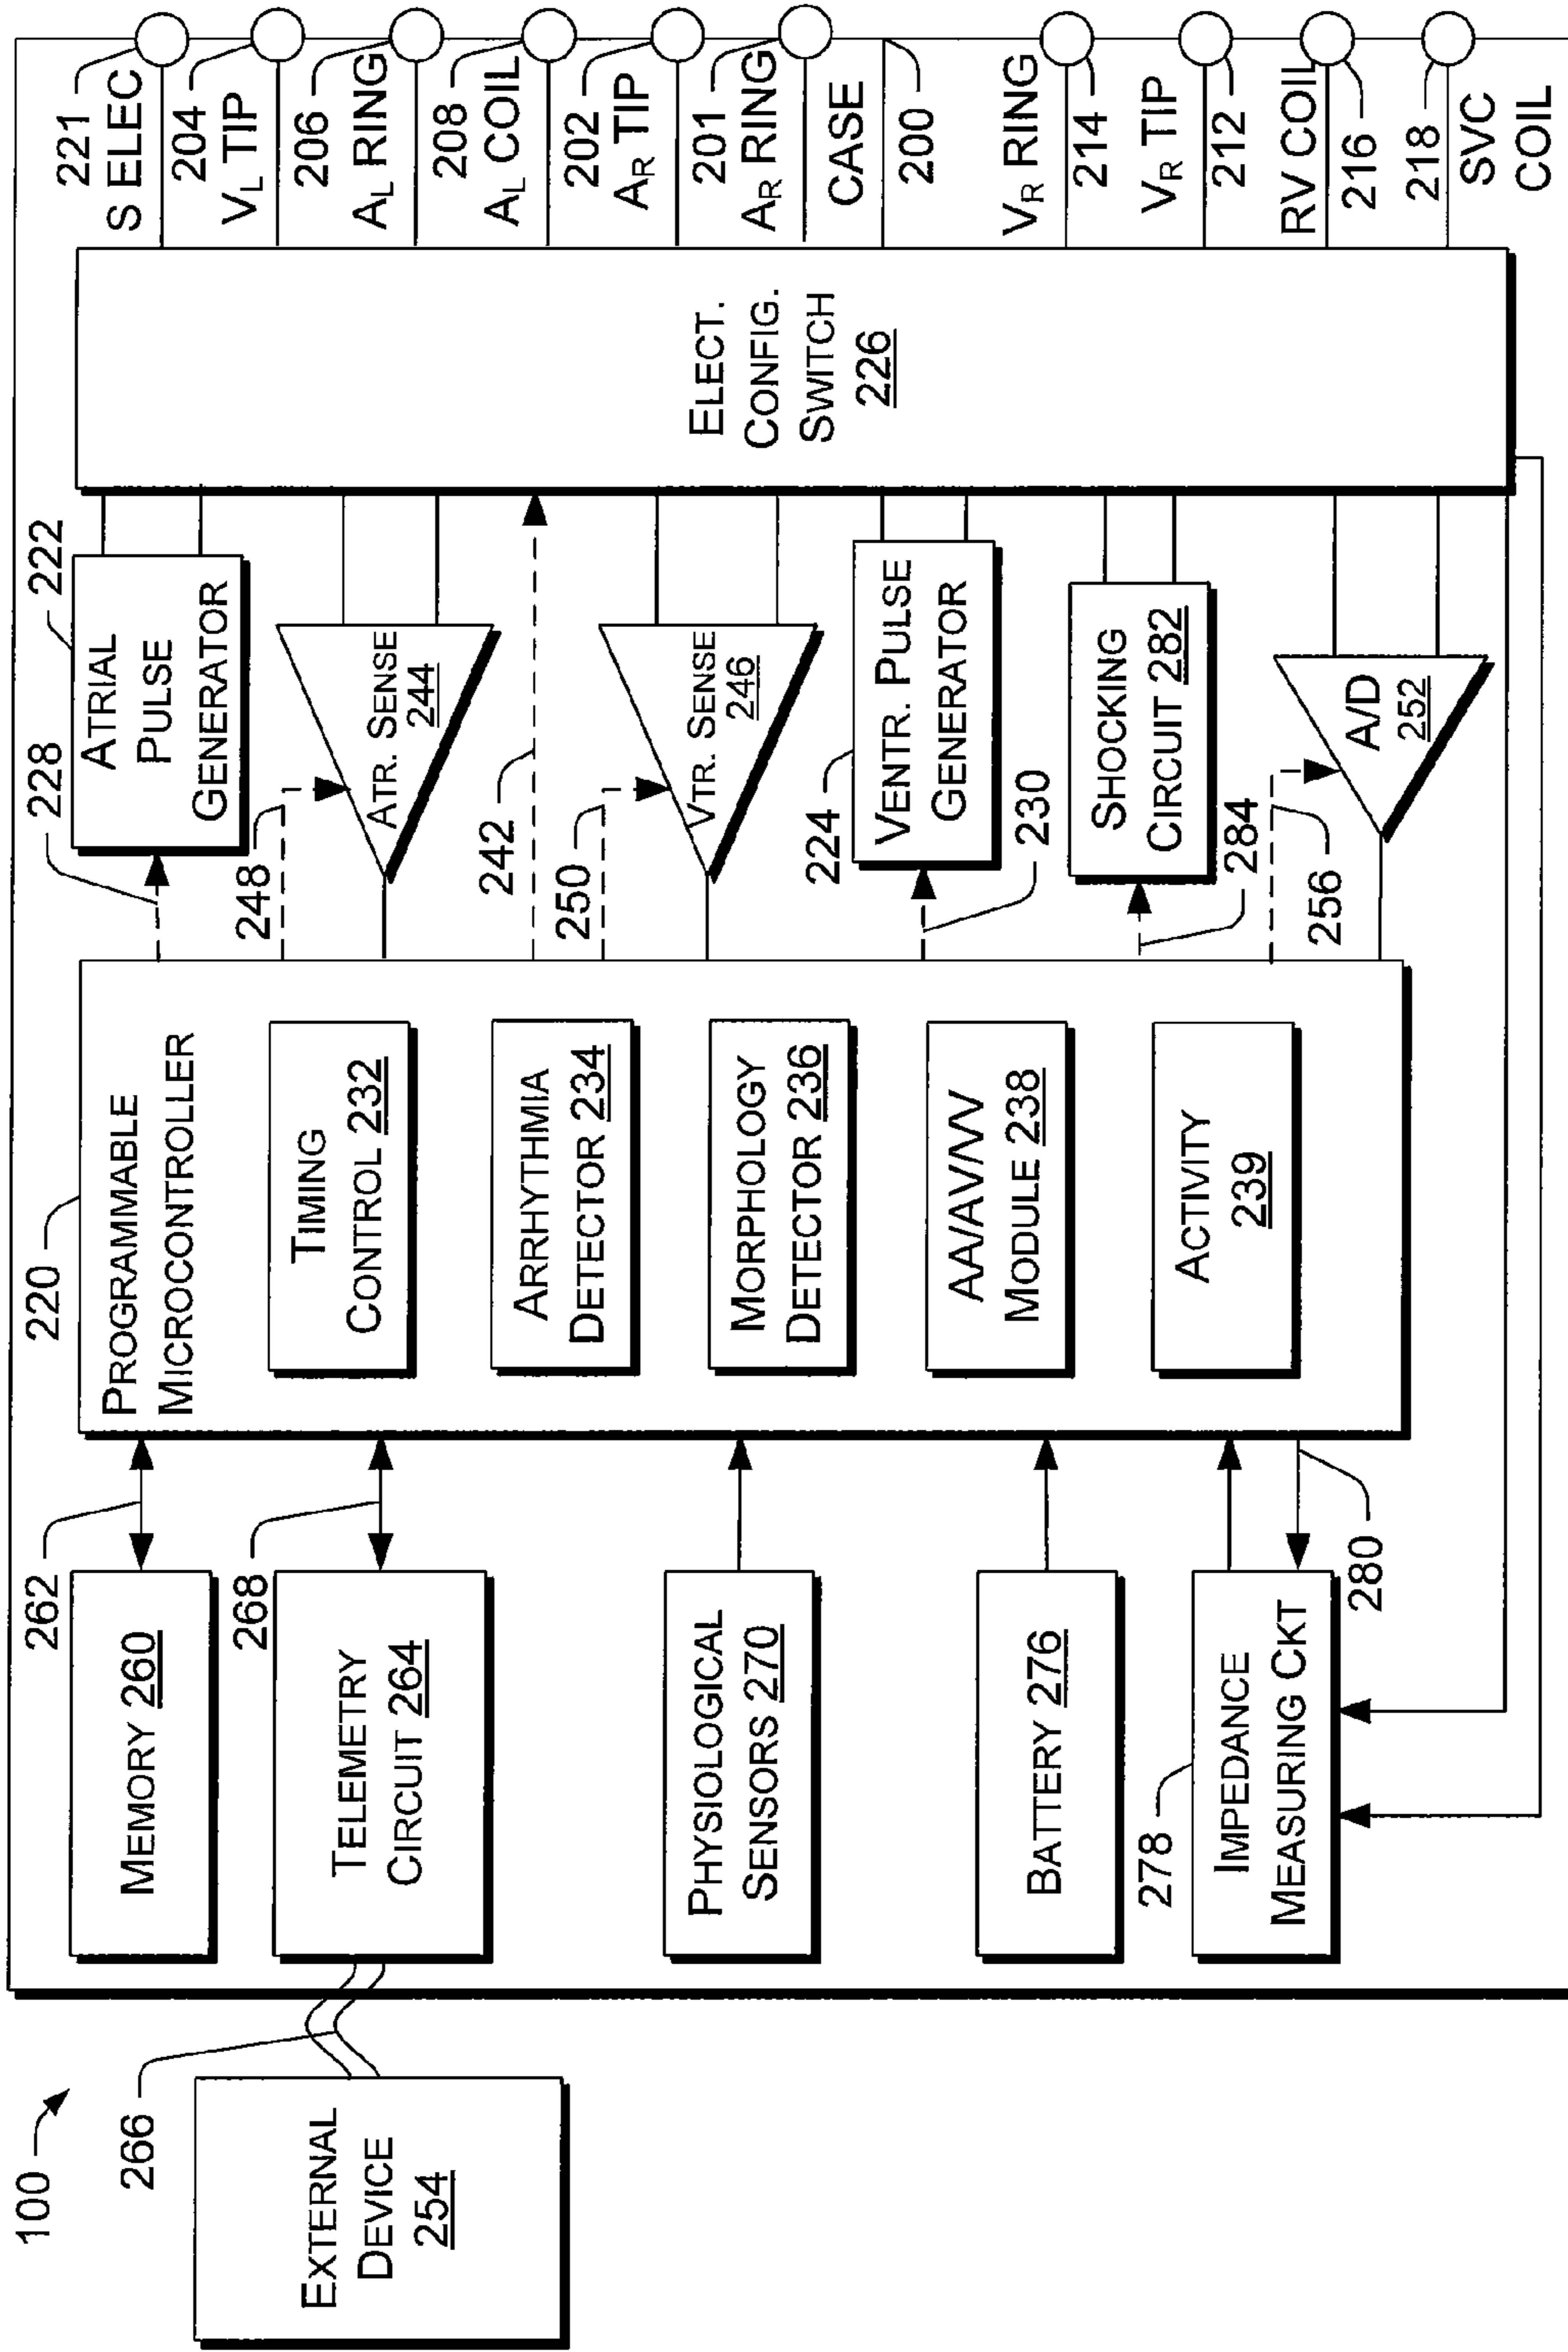 100
EXTERNAL
DEVICE
254
266
MEMORY 260
262
TELEMETRY
CIRCUIT 264
268
PHYSIOLOGICAL
SENSORS 270
BATTERY 276
278
IMPEDANCE
MEASURING CKT
280
220
PROGRAMMABLE
MICROCONTROLLER
TIMING
CONTROL 232
ARRHYTHMIA
DETECTOR 234
MORPHOLOGY
DETECTOR 236
AA/AV/VV
MODULE 238
ACTIVITY
239
228
222
ATRIAL
PULSE
GENERATOR
248
ATR. SENSE
244
242
250
VTR. SENSE
246
224
VENTR. PULSE
GENERATOR
230
SHOCKING
CIRCUIT 282
284
256
A/D
252
ELECT.
CONFIG.
SWITCH
226
221
S ELEC
204
VL TIP
206
AL RING
208
AL COIL
202
AR TIP
201
AR RING
CASE
200
VR RING
214
VR TIP
212
RV COIL
216
218
SVC
COIL